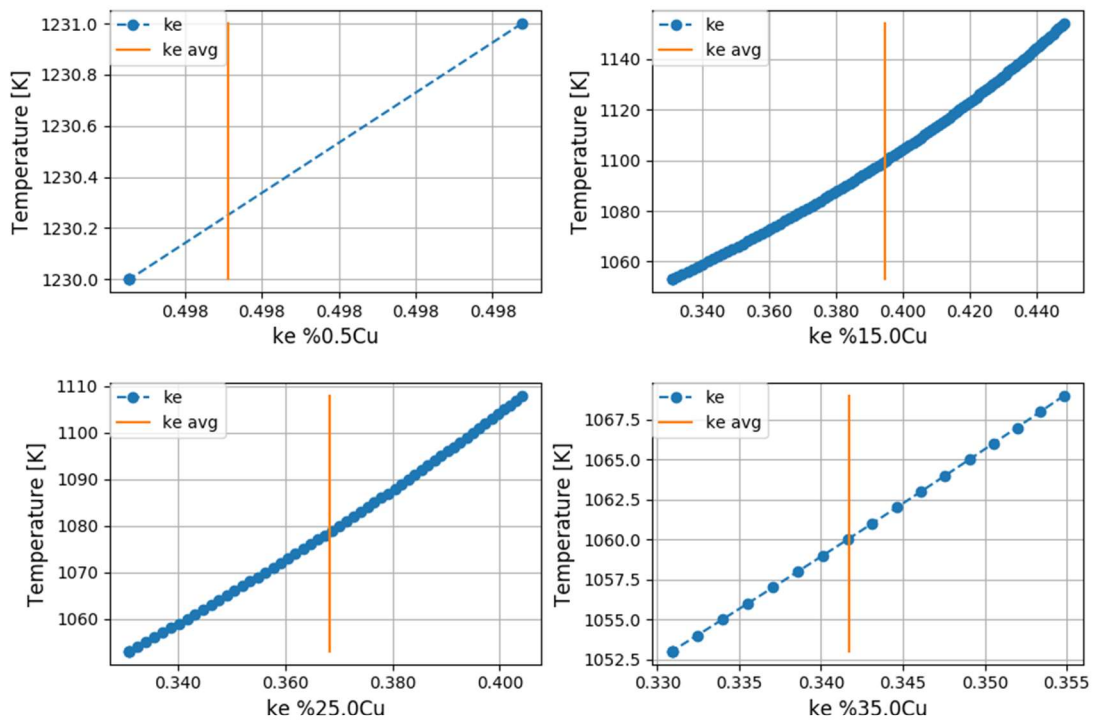 ke
ke avg
1231.0
1230.8
1230.6
1230.4
1230.2
1230.0
Temperature [K]
0.498 0.498 0.498 0.498 0.498
ke %0.5Cu
ke
ke avg
1140
1120
1100
1080
1060
Temperature [K]
0.340 0.360 0.380 0.400 0.420 0.440
ke %15.0Cu
ke
ke avg
1110
1100
1090
1080
1070
1060
Temperature [K]
0.340 0.360 0.380 0.400
ke %25.0Cu
ke
ke avg
1067.5
1065.0
1062.5
1060.0
1057.5
1055.0
1052.5
Temperature [K]
0.330 0.335 0.340 0.345 0.350 0.355
ke %35.0Cu